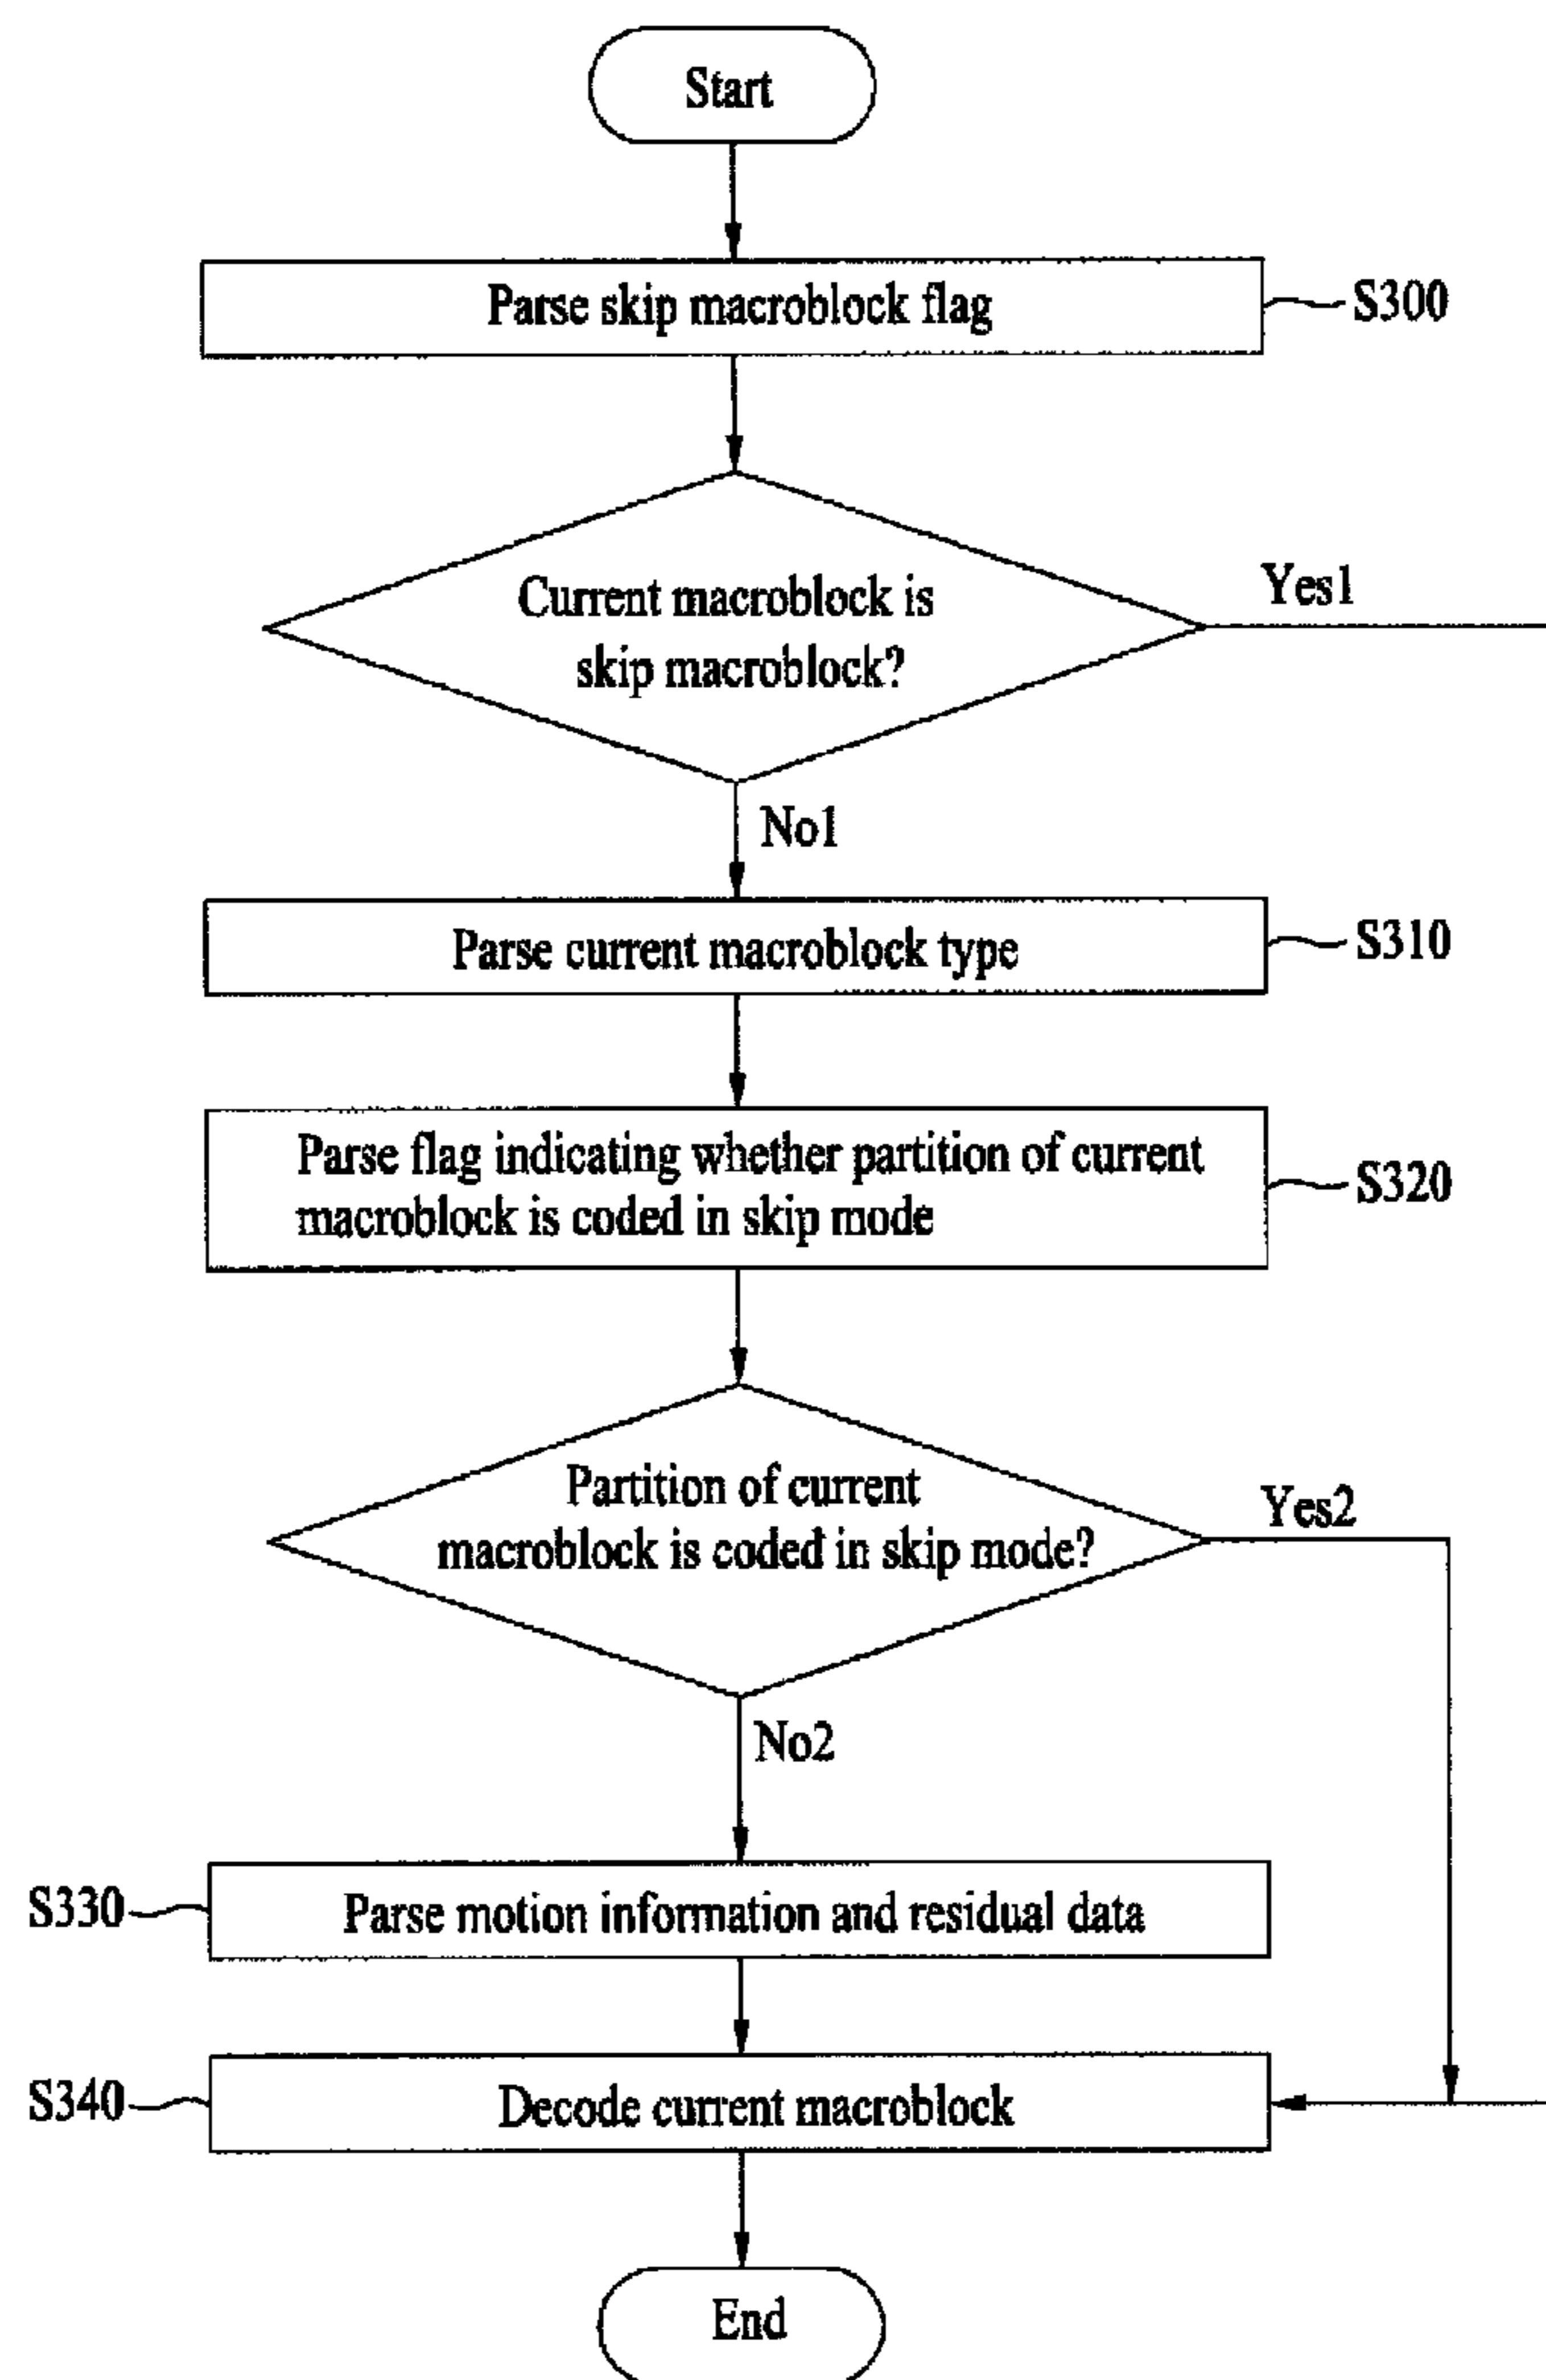 Start
Parse skip macroblock flag
S300
Current macroblock is
skip macroblock?
Yes1
No1
Parse current macroblock type
S310
Parse flag indicating whether partition of current
macroblock is coded in skip mode
S320
Partition of current
macroblock is coded in skip mode?
Yes2
No2
S330
Parse motion information and residual data
S340
Decode current macroblock
End